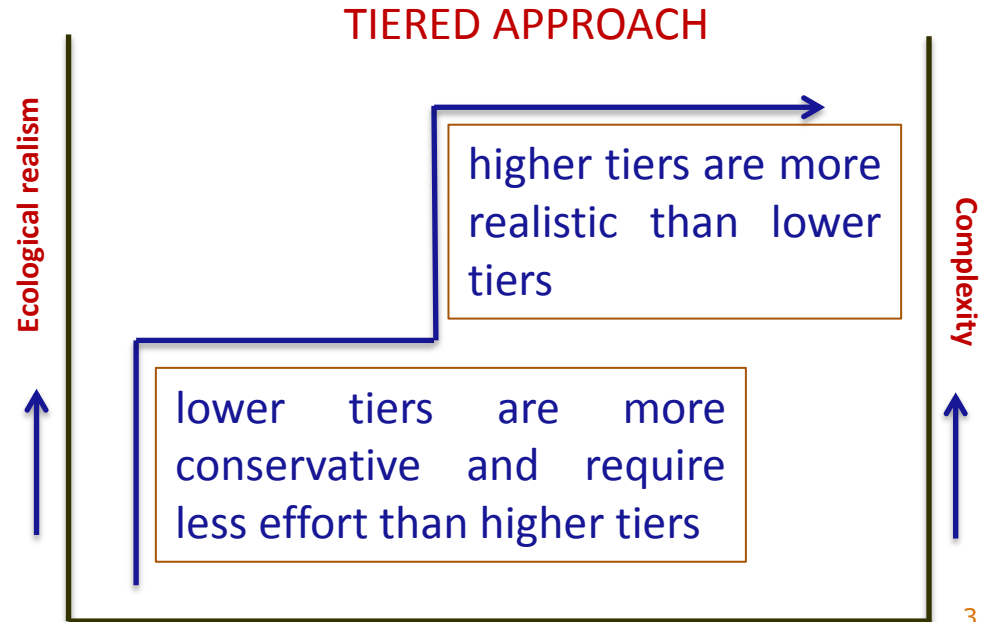 TIERED APPROACH
Ecological realism
higher tiers are more
realistic than lower
tiers
Complexity
lower tiers are more
conservative and require
less effort than higher tiers
3